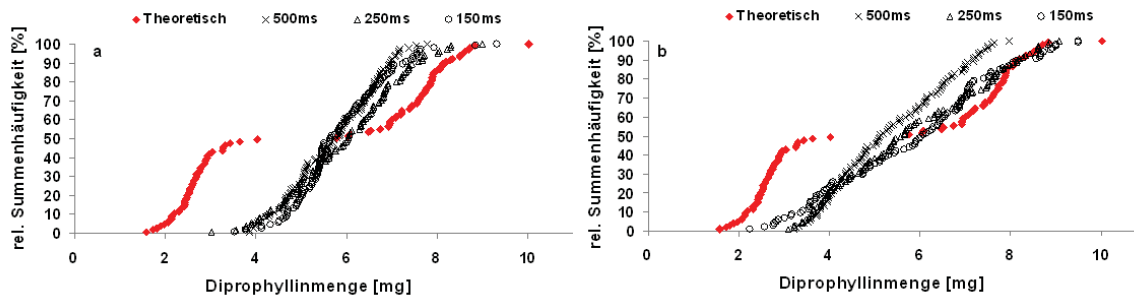 Theoretisch 500ms 250ms 150ms
a
rel. Summenhäufigkeit [%]
100
90
80
70
60
50
40
30
20
10
0
0 2 4 6 8 10
Diprophyllinmenge [mg]
Theoretisch 500ms 250ms 150ms
b
rel. Summenhäufigkeit [%]
100
90
80
70
60
50
40
30
20
10
0
0 2 4 6 8 10
Diprophyllinmenge [mg]